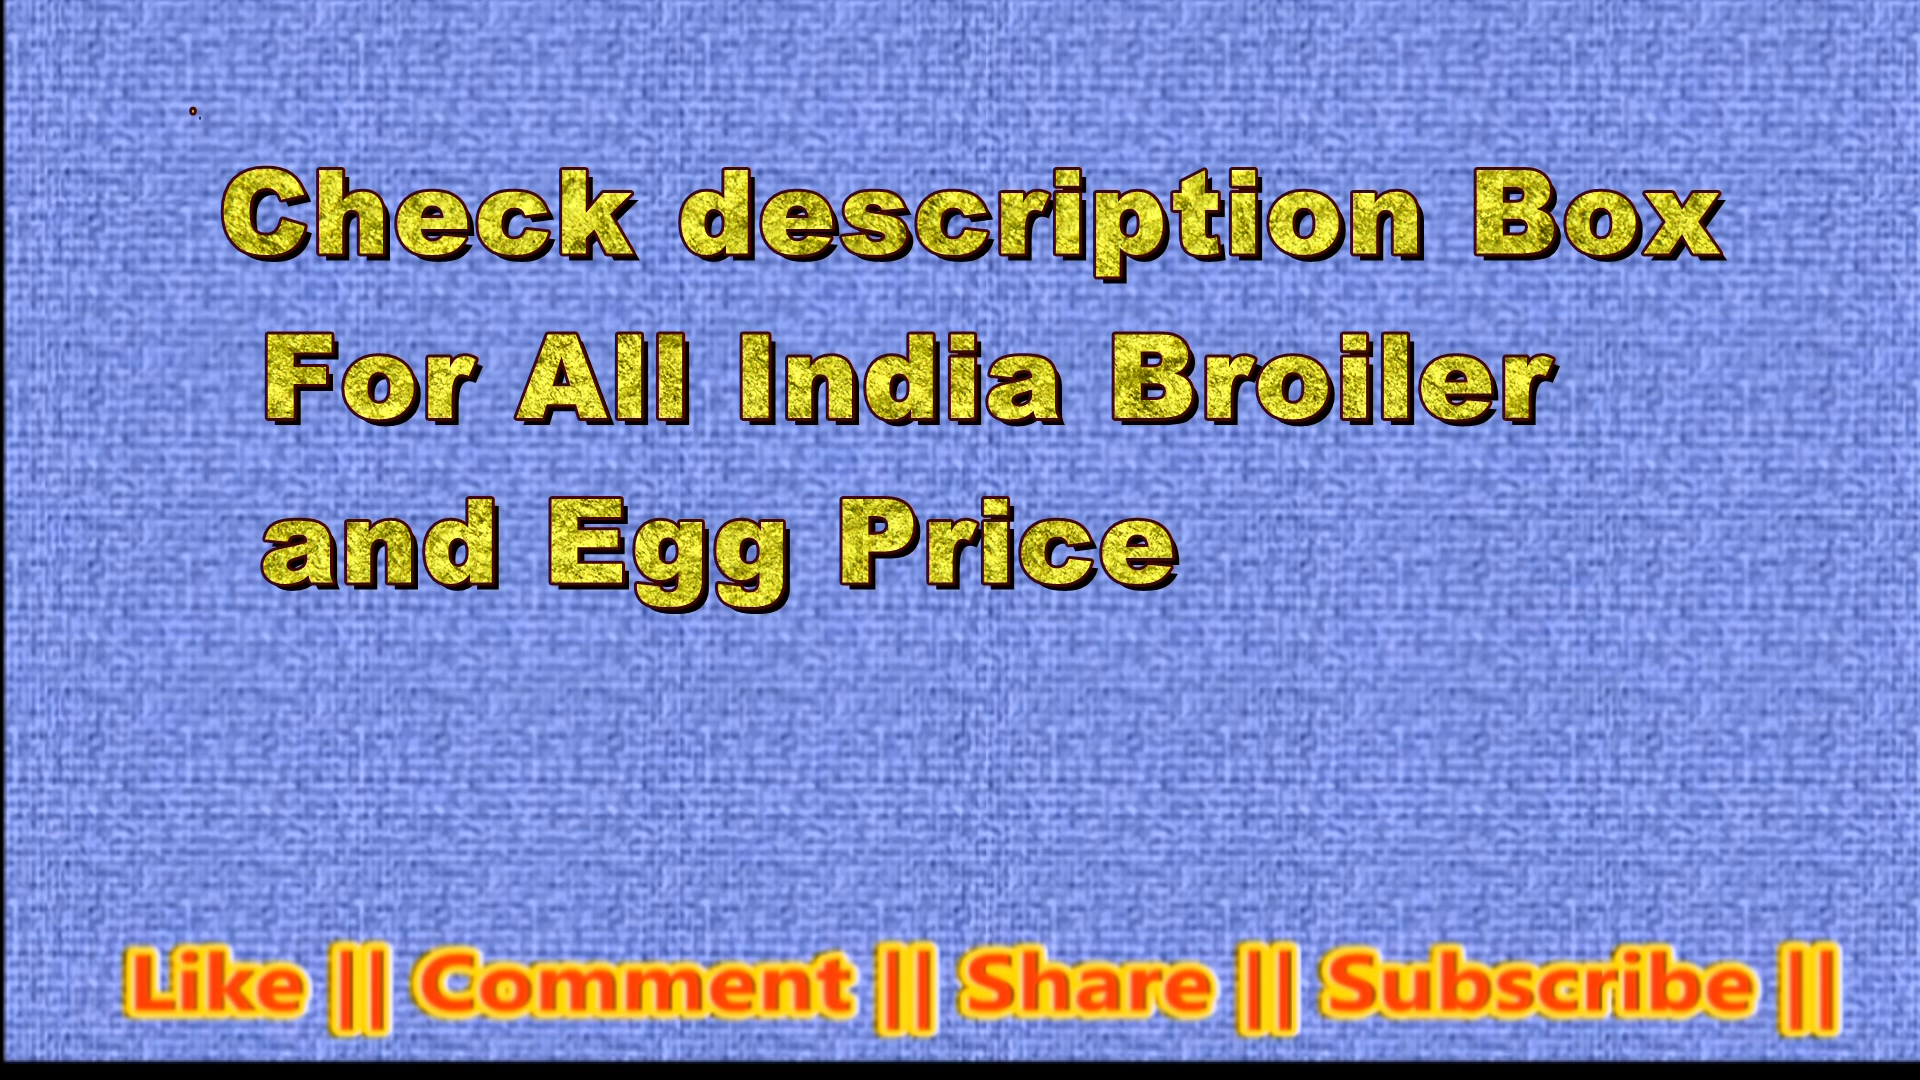 Check description Box
For All India Broiler
and Egg Price
Like || Comment || Share || Subscribe ||